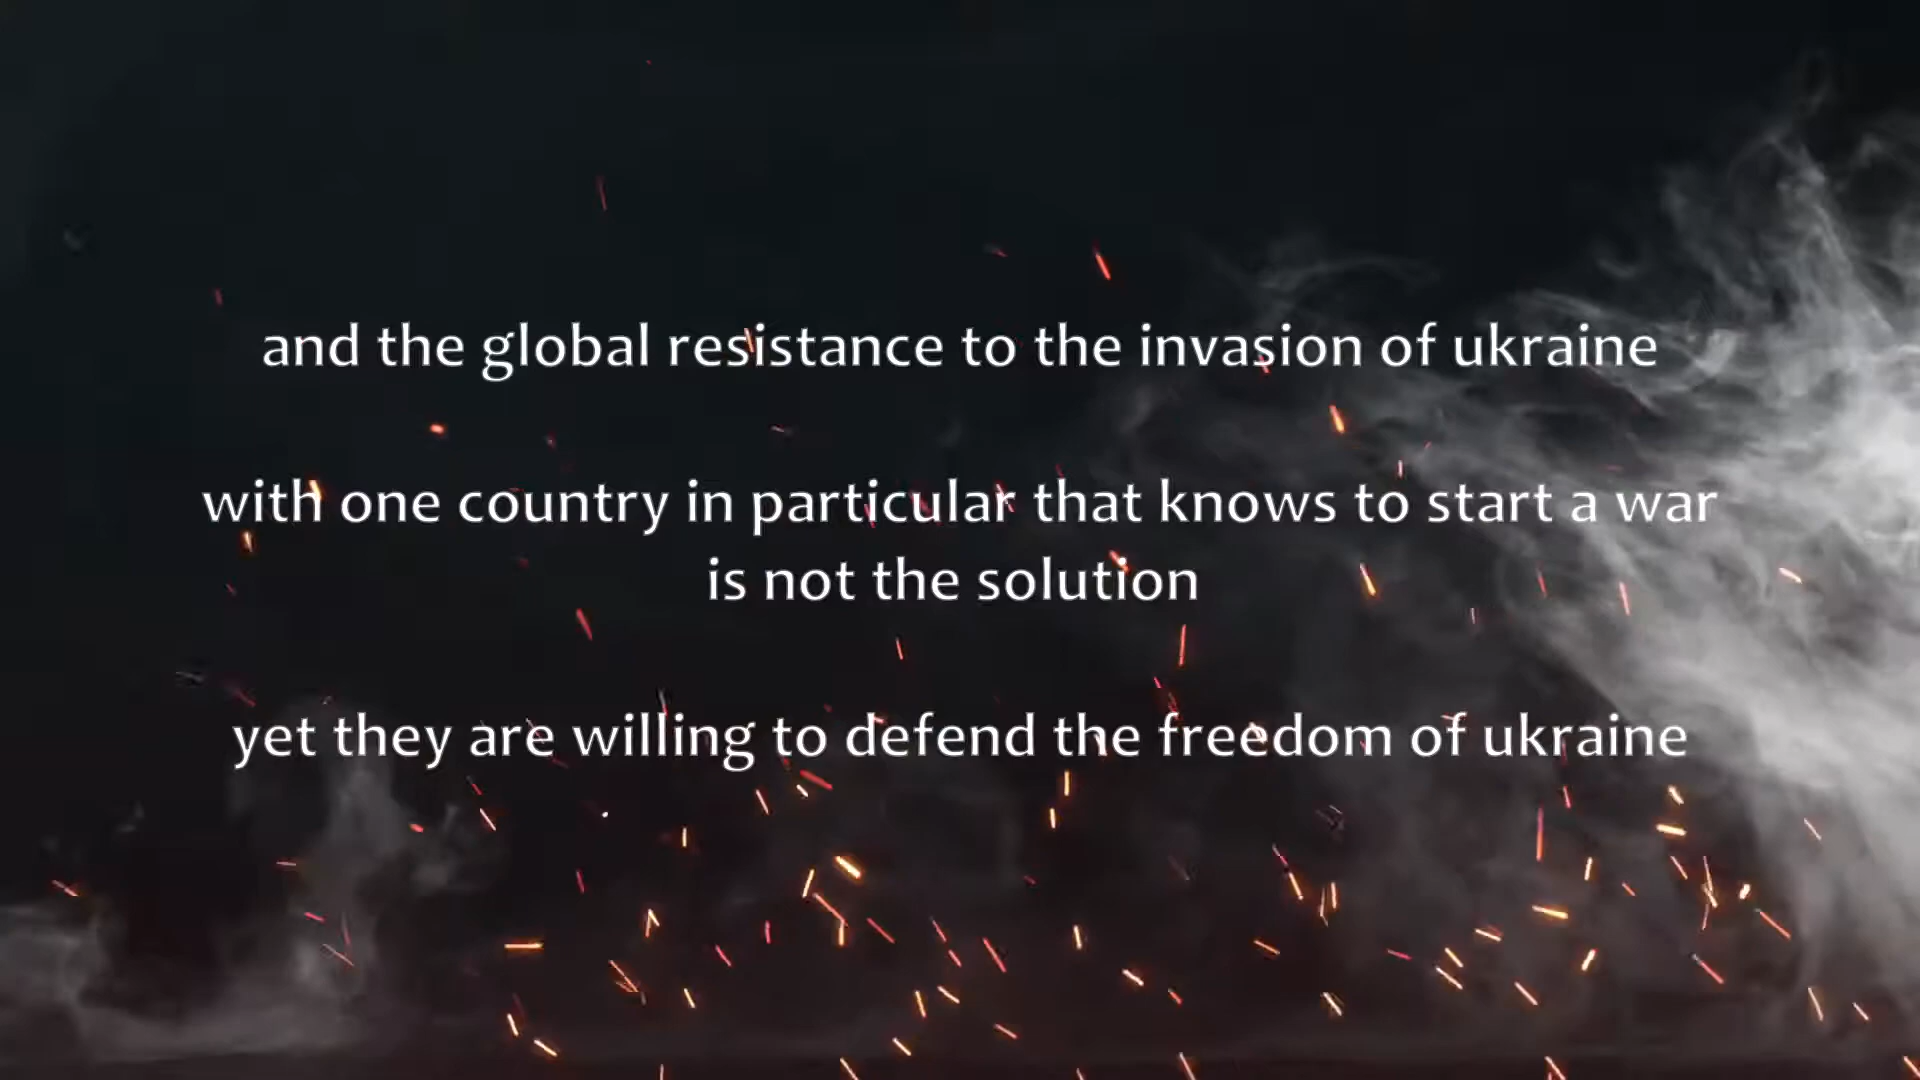 and the global resistance to the invasion of ukraine
with one country in particular that knows to start a war
is not the solution
yet they are willing to defend the freedom of ukraine